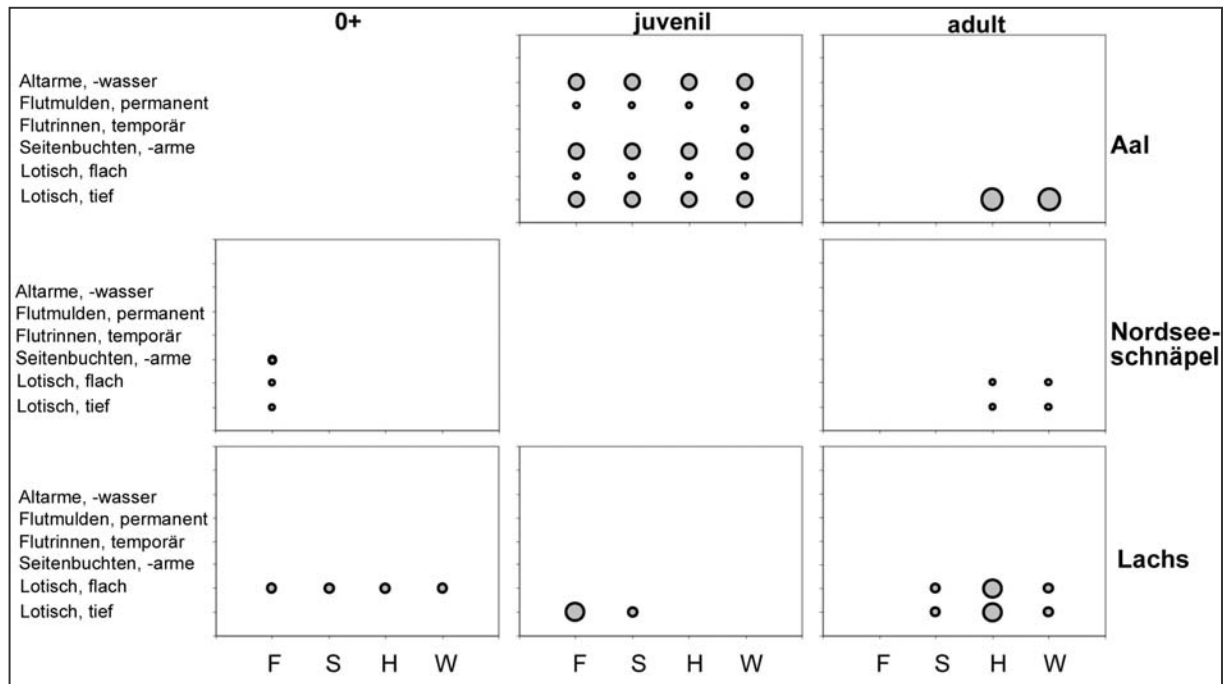 0+ juvenil adult
Altarme, -wasser
Flutmulden, permanent
Flutrinnen, temporär
Seitenbuchten, -arme
Lotisch, flach
Lotisch, tief
Aal
Altarme, -wasser
Flutmulden, permanent
Flutrinnen, temporär
Seitenbuchten, -arme
Lotisch, flach
Lotisch, tief
Nordsee-
schnäpel
Altarme, -wasser
Flutmulden, permanent
Flutrinnen, temporär
Seitenbuchten, -arme
Lotisch, flach
Lotisch, tief
Lachs
F S H W F S H W F S H W